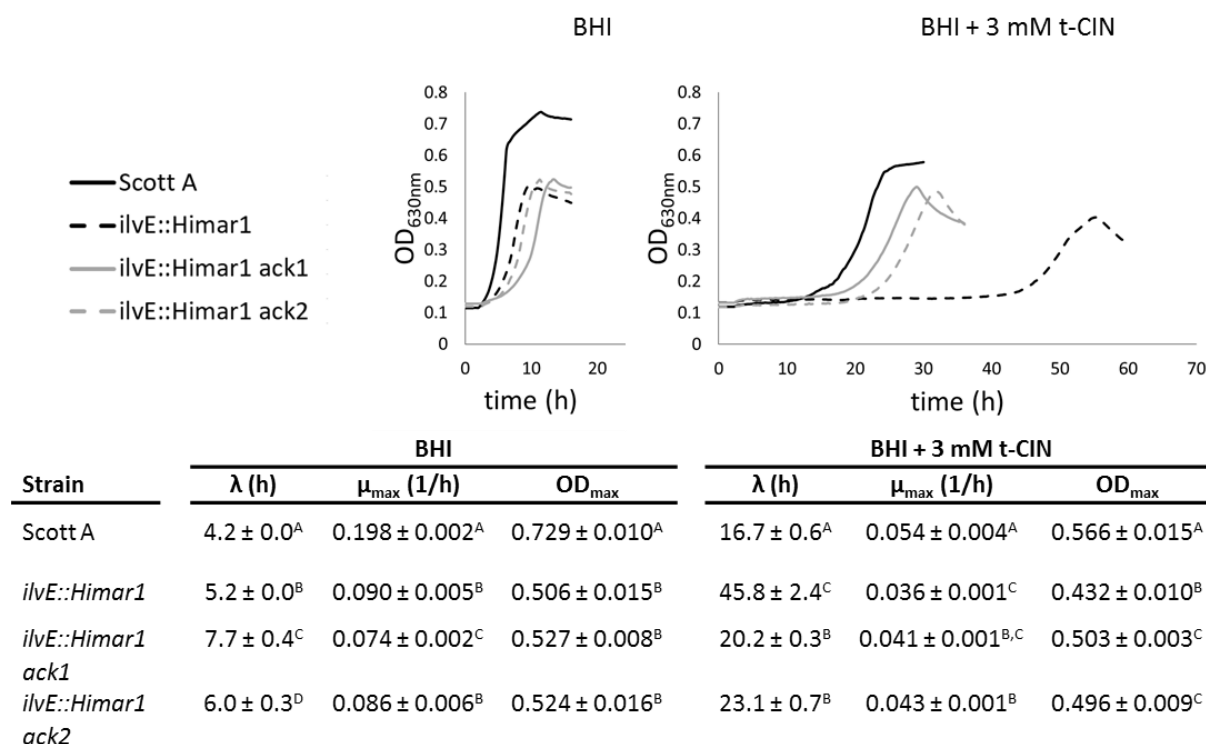 BHI
BHI + 3 mM t-CIN
Scott A
ilvE::Himar1
ilvE::Himar1 ack1
ilvE::Himar1 ack2
OD630nm
0.8
0.7
0.6
0.5
0.4
0.3
0.2
0.1
0
0 10 20
time (h)
OD630nm
0.8
0.7
0.6
0.5
0.4
0.3
0.2
0.1
0
0 10 20 30 40 50 60 70
time (h)
BHI BHI + 3 mM t-CIN
Strain λ (h) μmax (1/h) ODmax λ (h) μmax (1/h) ODmax
Scott A 4.2 ± 0.0A 0.198 ± 0.002A 0.729 ± 0.010A 16.7 ± 0.6A 0.054 ± 0.004A 0.566 ± 0.015A
ilvE::Himar1 5.2 ± 0.0B 0.090 ± 0.005B 0.506 ± 0.015B 45.8 ± 2.4C 0.036 ± 0.001C 0.432 ± 0.010B
ilvE::Himar1 7.7 ± 0.4C 0.074 ± 0.002C 0.527 ± 0.008B 20.2 ± 0.3B 0.041 ± 0.001B,C 0.503 ± 0.003C
ack1
ilvE::Himar1 6.0 ± 0.3D 0.086 ± 0.006B 0.524 ± 0.016B 23.1 ± 0.7B 0.043 ± 0.001B 0.496 ± 0.009C
ack2